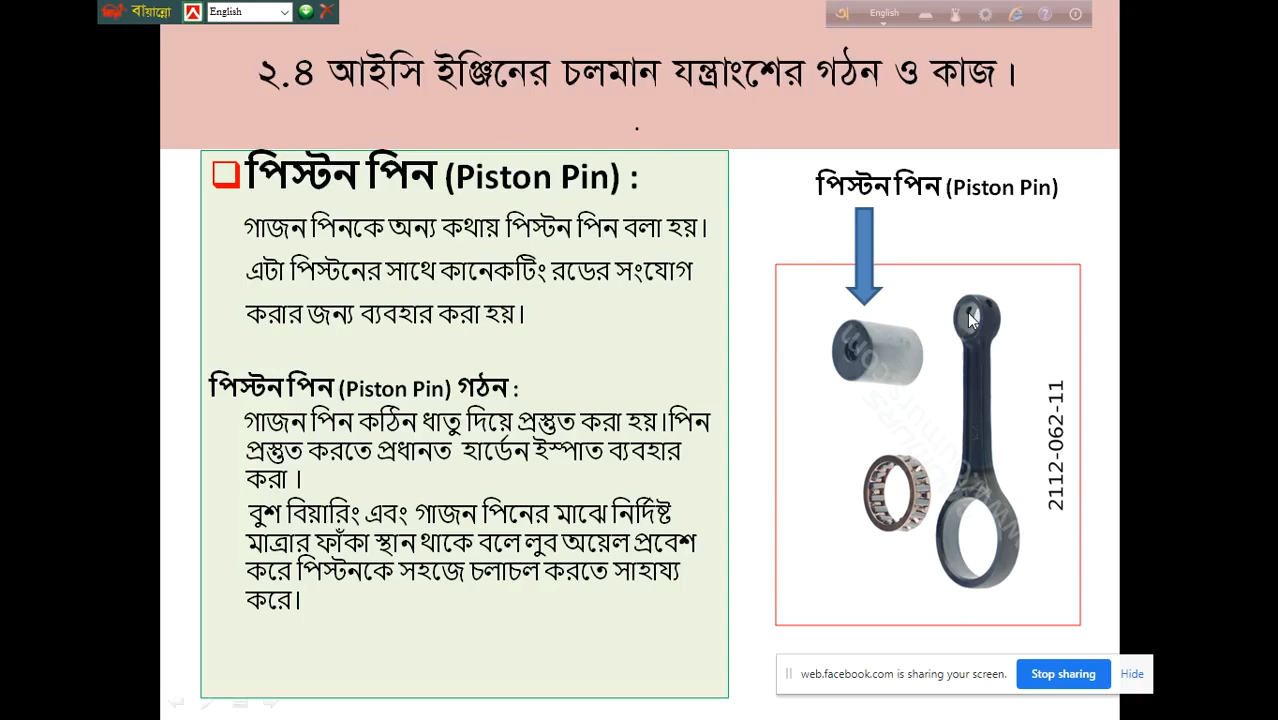 বায়ান্নো
English
অ
English
২.৪ আইসি ইঞ্জিনের চলমান যন্ত্রাংশের গঠন ও কাজ।
.
পিস্টন পিন (Piston Pin) :
গাজন পিনকে অন্য কথায় পিস্টন পিন বলা হয়।
এটা পিস্টনের সাথে কানেকটিং রডের সংযোগ
করার জন্য ব্যবহার করা হয়।
পিস্টন পিন (Piston Pin) গঠন :
গাজন পিন কঠিন ধাতু দিয়ে প্রস্তুত করা হয়।পিন
প্রস্তুত করতে প্রধানত হার্ডেন ইস্পাত ব্যবহার
করা ।
বুশ বিয়ারিং এবং গাজন পিনের মাঝে নির্দিষ্ট
মাত্রার ফাঁকা স্থান থাকে বলে লুব অয়েল প্রবেশ
করে পিস্টনকে সহজে চলাচল করতে সাহায্য
করে।
পিস্টন পিন (Piston Pin)
2112-062-11
web.facebook.com is sharing your screen.
Stop sharing
Hide